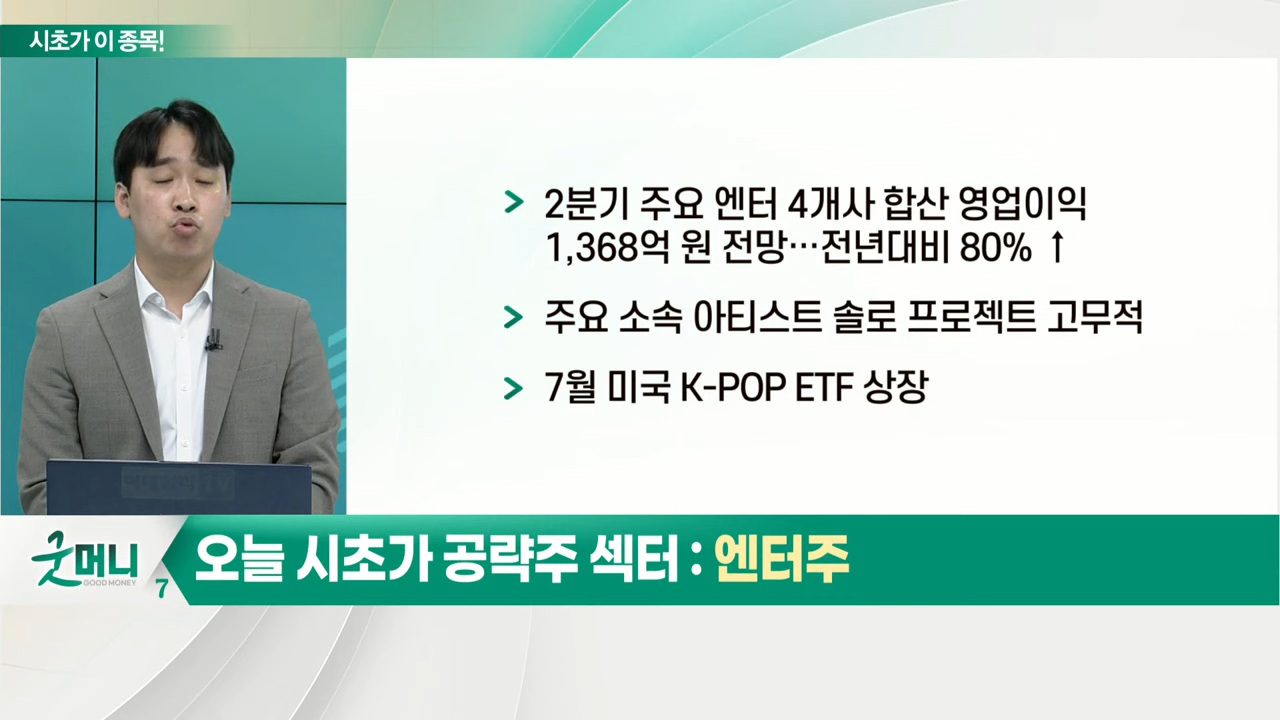 시초가 이 종목!
> 2분기 주요 엔터 4개사 합산 영업이익
1,368억 원 전망…전년대비 80% ↑
> 주요 소속 아티스트 솔로 프로젝트 고무적
> 7월 미국 K-POP ETF 상장
굿머니
GOOD MONEY
7
오늘 시초가 공략주 섹터 : 엔터주